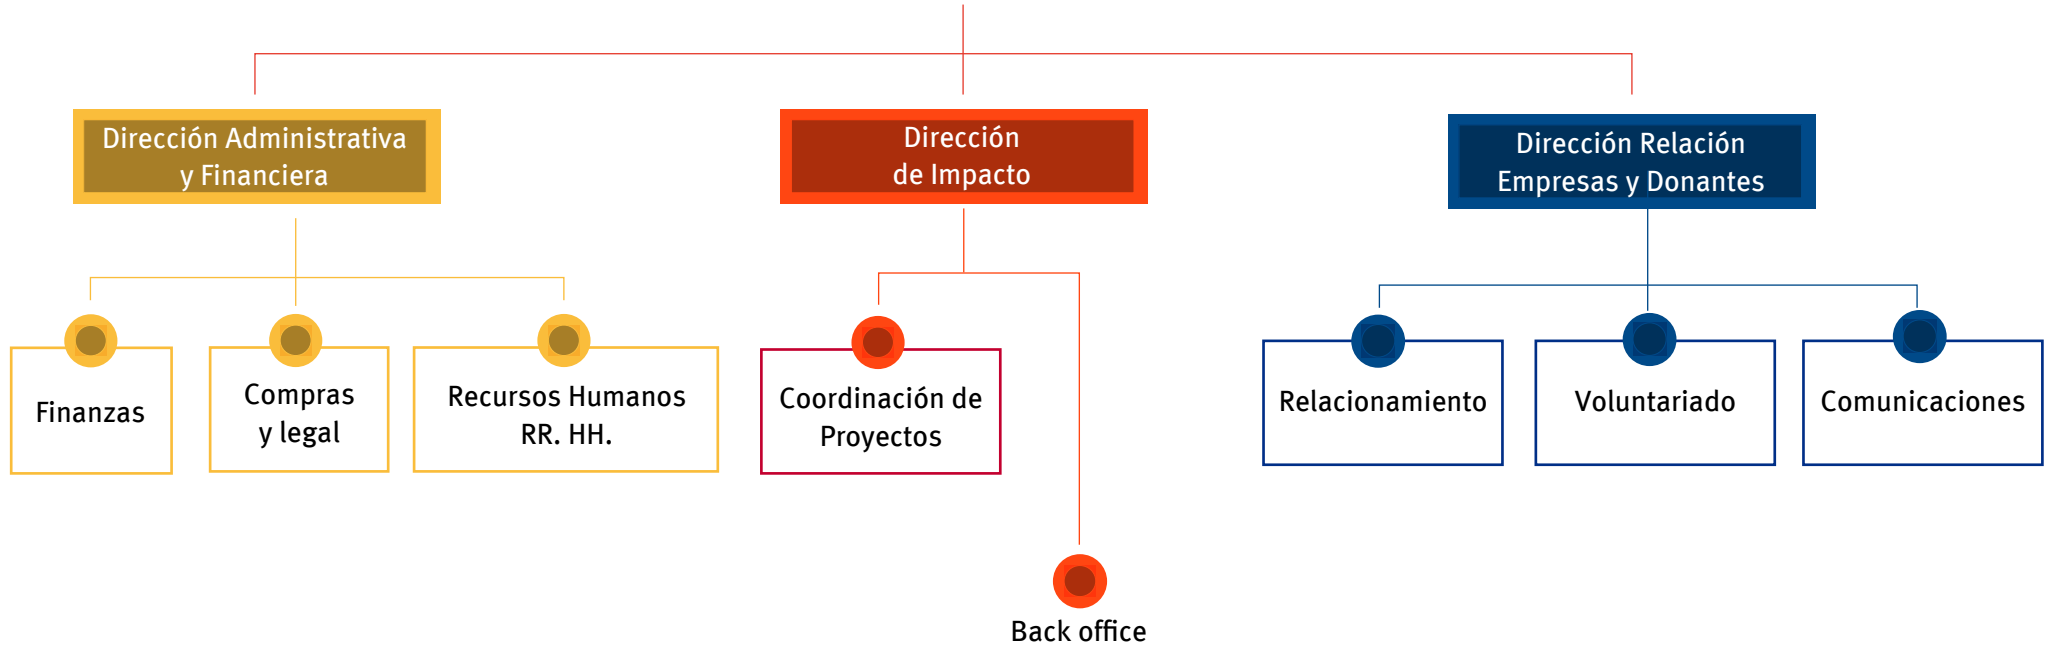 Dirección Administrativa
y Financiera
Dirección
de Impacto
Dirección Relación
Empresas y Donantes
Finanzas
Compras
y legal
Recursos Humanos
RR. HH.
Coordinación de
Proyectos
Relacionamiento
Voluntariado
Comunicaciones
Back office